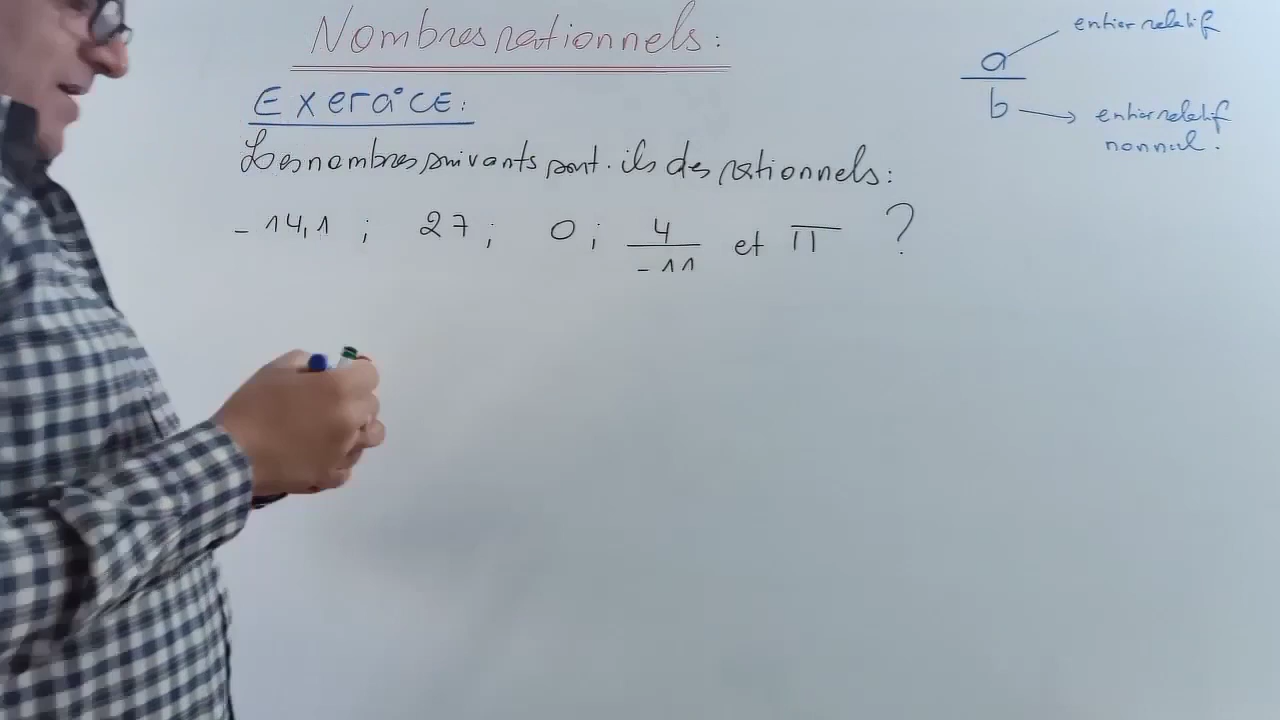 Nombres rationnels :
Exercice :
Les nombres suivants sont-ils des rationnels :
- 14,1 ; 27 ; 0 ; 4/-11 et π ?
a → entier relatif
b → entier relatif
non nul.